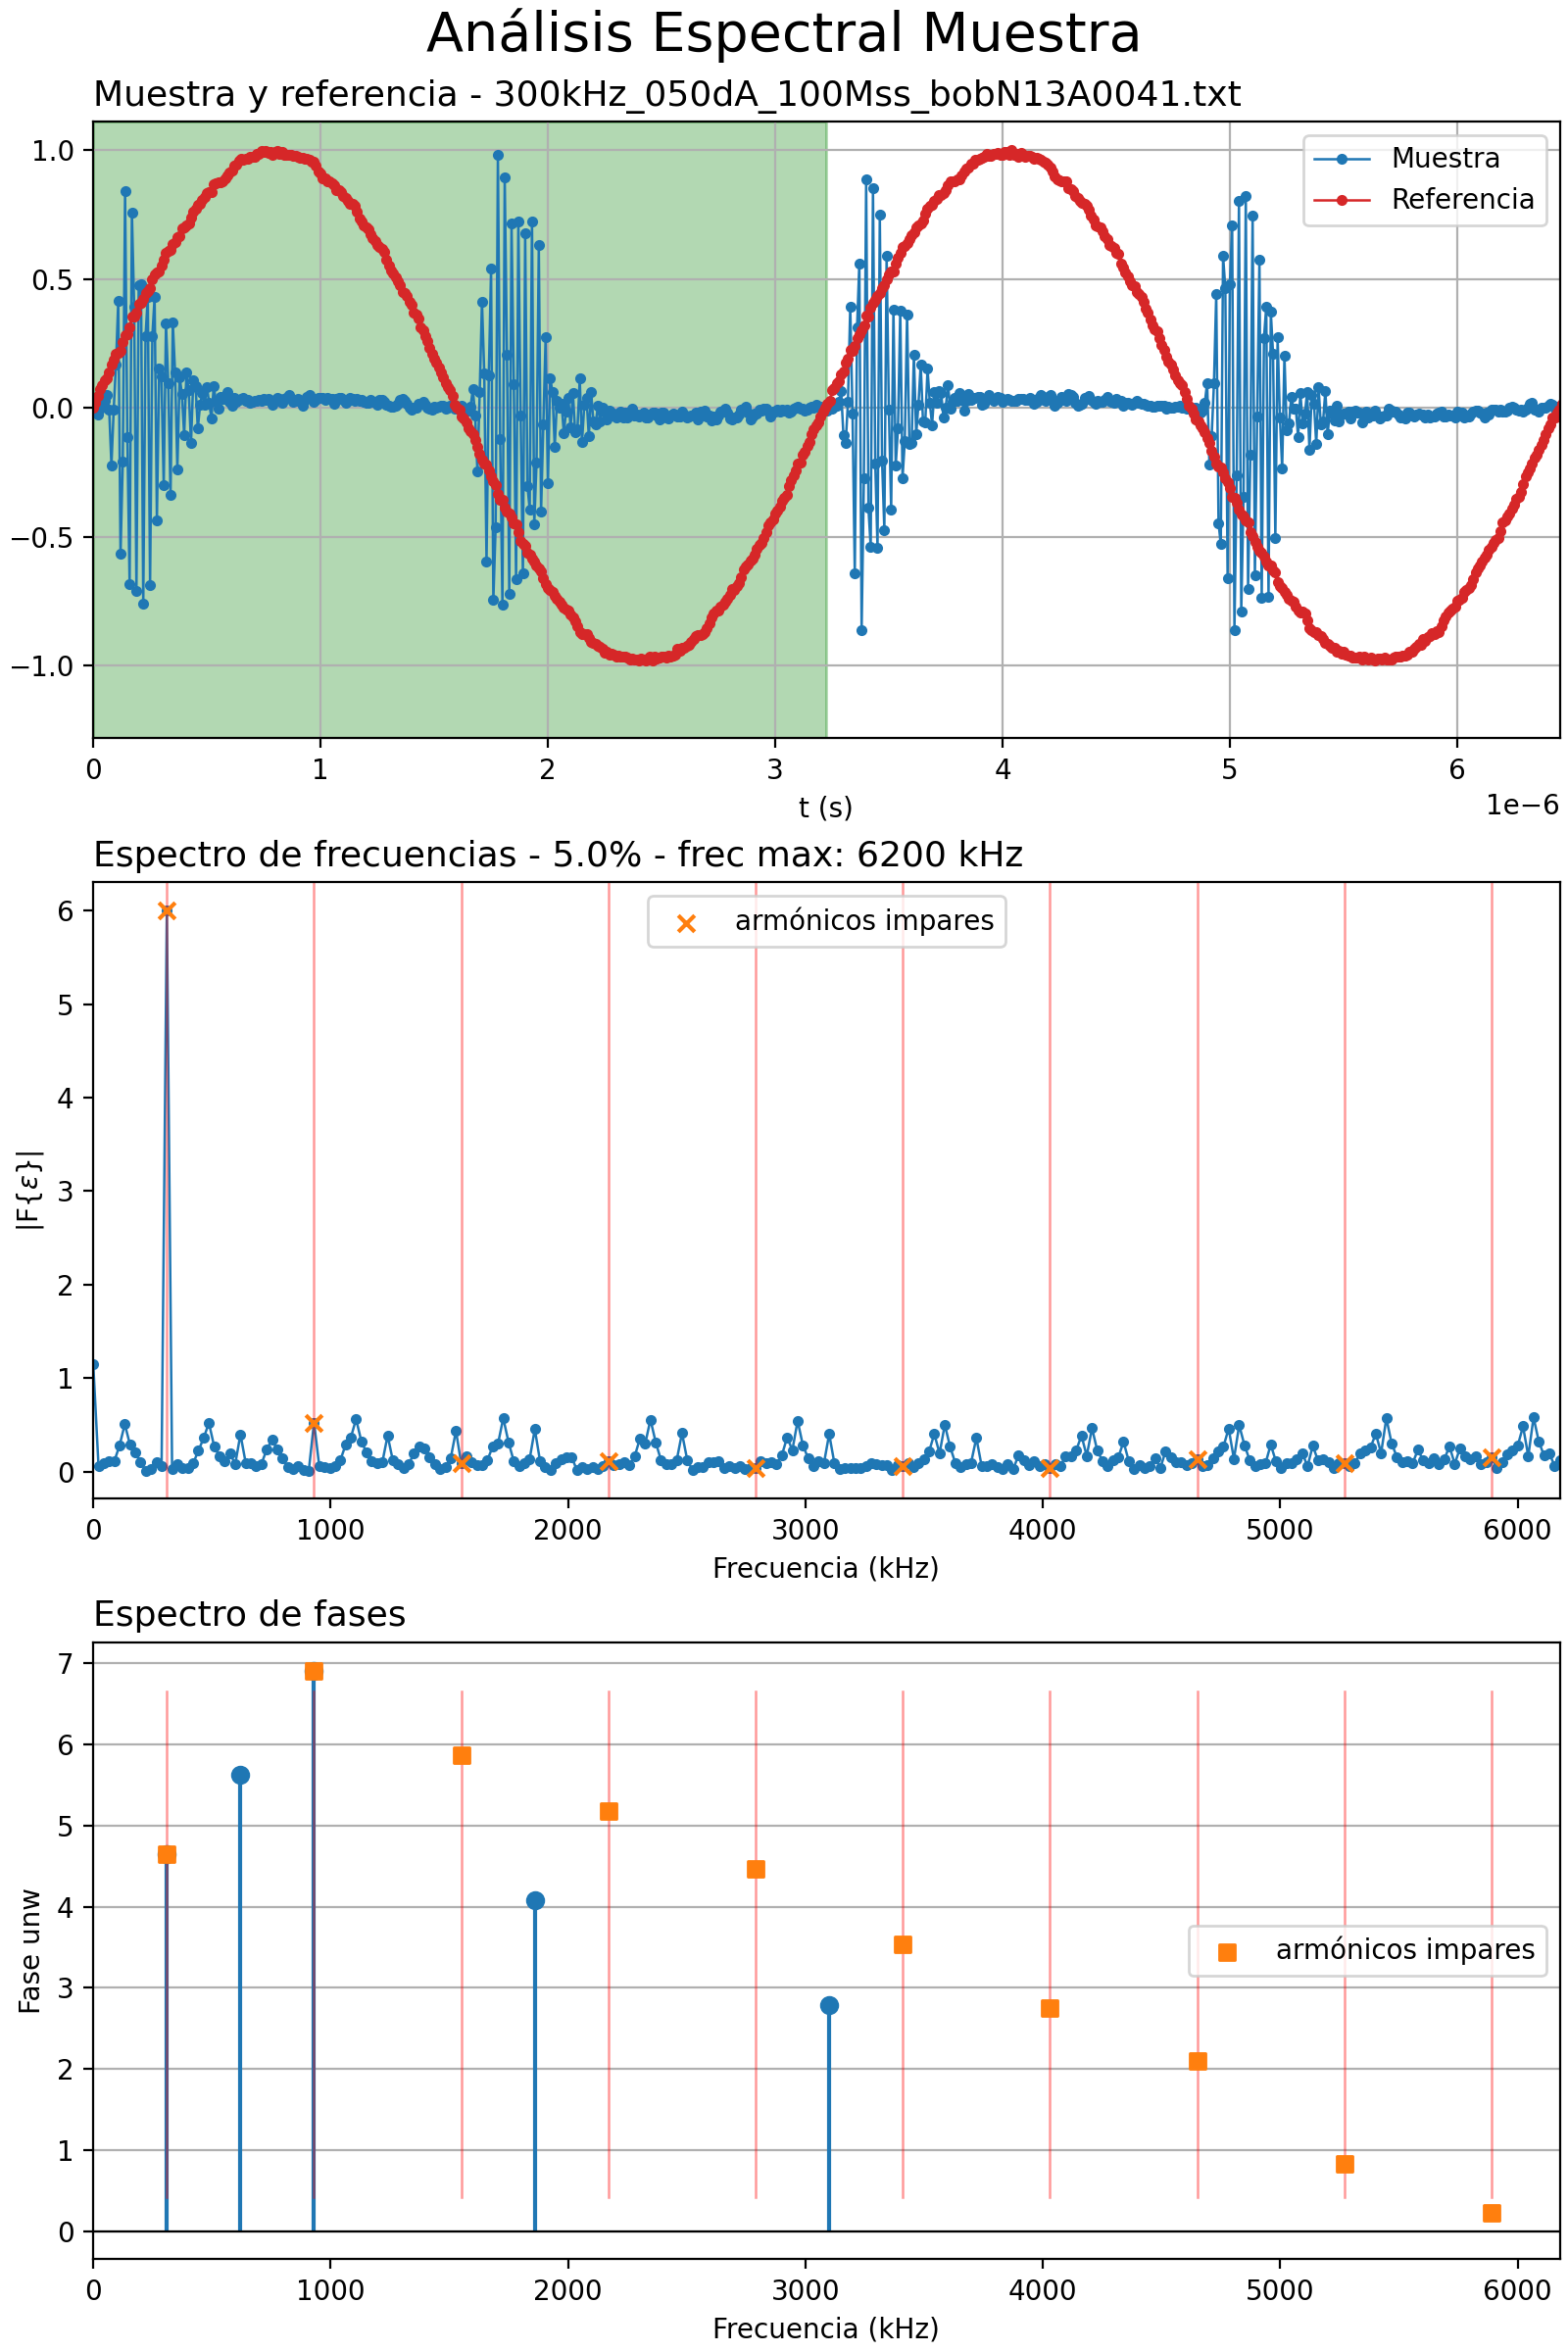 Análisis Espectral Muestra
Muestra y referencia - 300kHz_050dA_100Mss_bobN13A0041.txt
1.0
0.5
0.0
−0.5
−1.0
Muestra
Referencia
0 1 2 3 4 5 6
t (s)
1e−6
Espectro de frecuencias - 5.0% - frec max: 6200 kHz
armónicos impares
6
5
4
3
2
1
0
|F{ε}|
0 1000 2000 3000 4000 5000 6000
Frecuencia (kHz)
Espectro de fases
7
6
5
4
3
2
1
0
Fase unw
armónicos impares
0 1000 2000 3000 4000 5000 6000
Frecuencia (kHz)